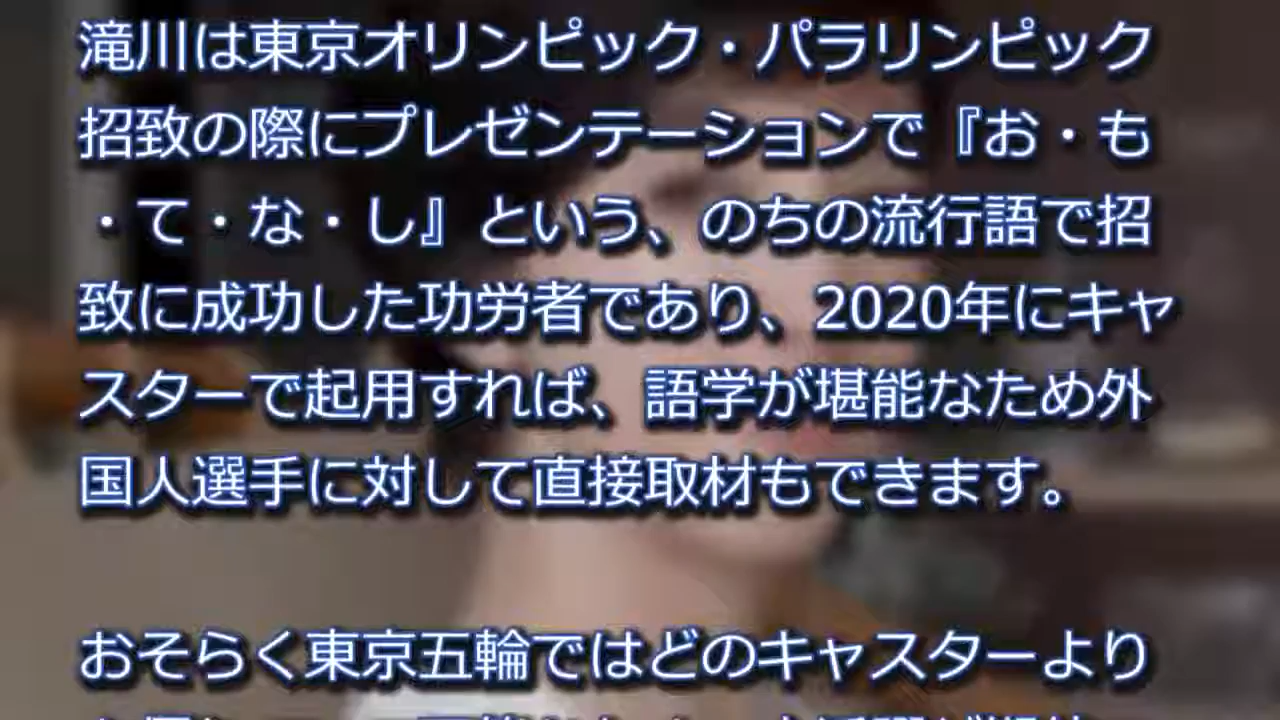 滝川は東京オリンピック・パラリンピック
招致の際にプレゼンテーションで『お・も
・て・な・し』という、のちの流行語で招
致に成功した功労者であり、2020年にキャ
スターで起用すれば、語学が堪能なため外
国人選手に対して直接取材もできます。
おそらく東京五輪ではどのキャスターより